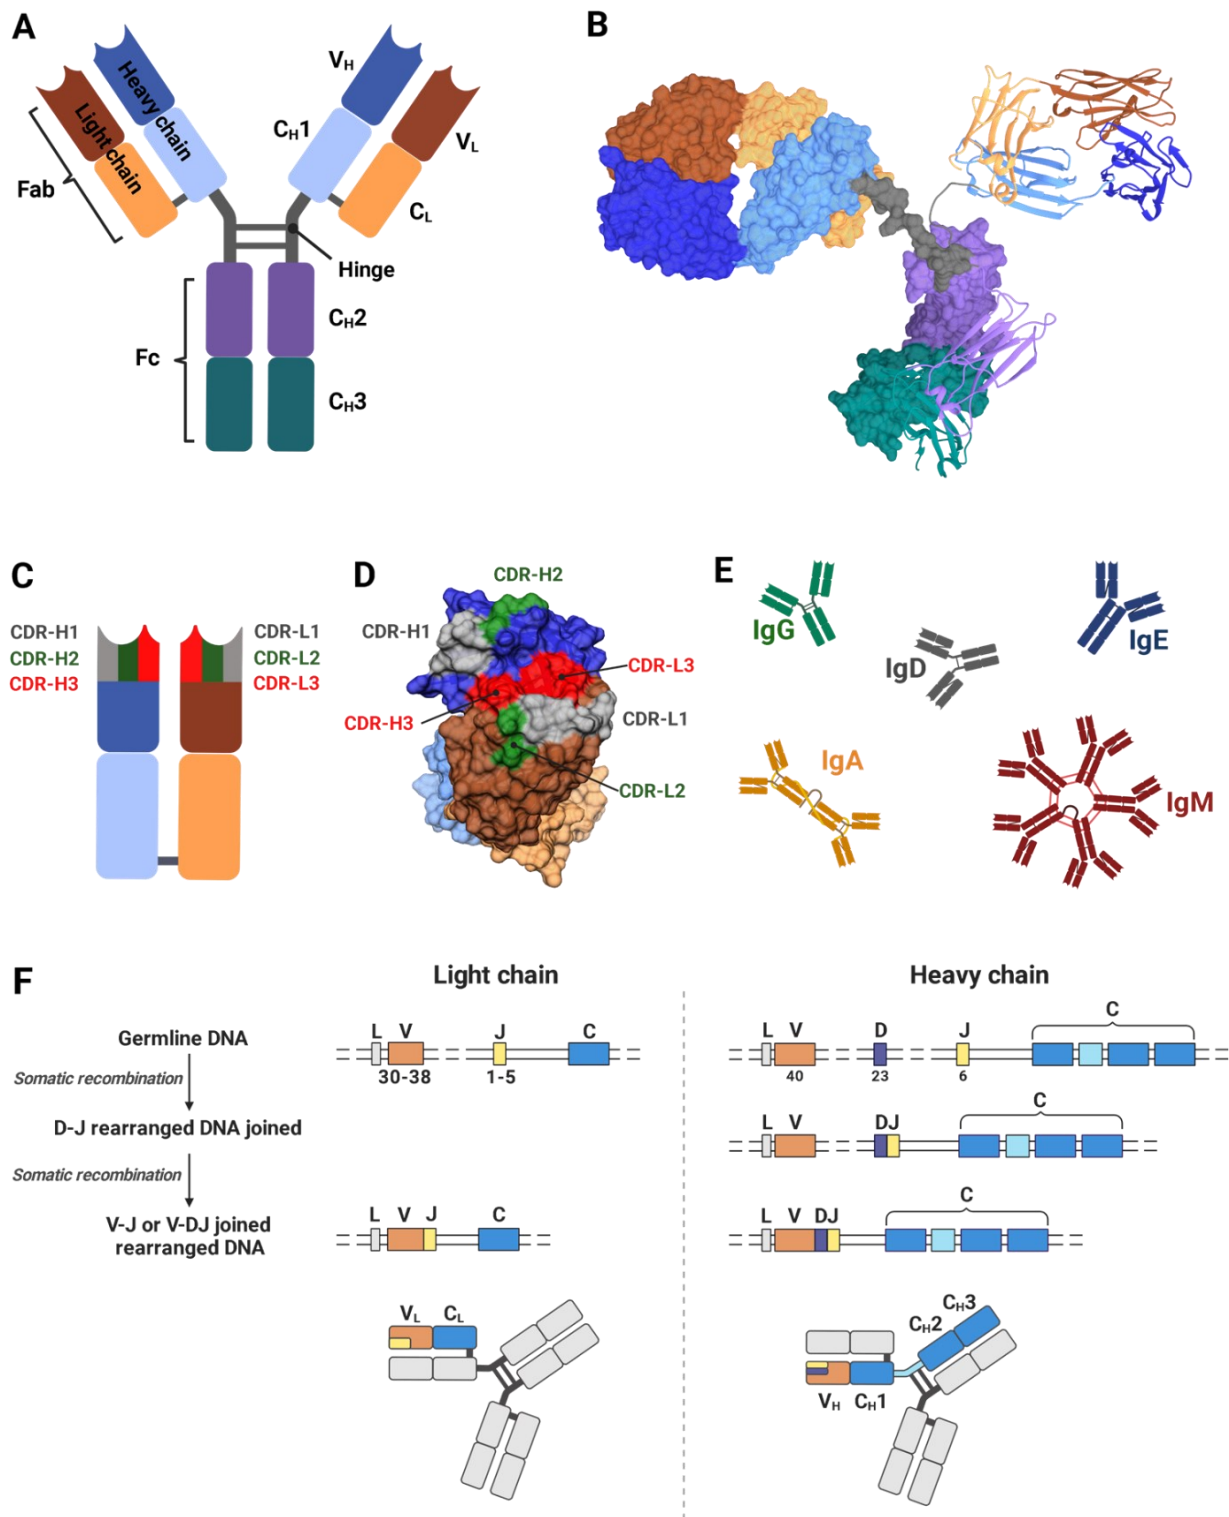 A
Heavy chain
Light chain
Fab
VH
CH1
VL
CL
Hinge
CH2
Fc
CH3
B
C
CDR-H1
CDR-H2
CDR-H3
CDR-L1
CDR-L2
CDR-L3
D
CDR-H2
CDR-H1
CDR-L3
CDR-H3
CDR-L1
CDR-L2
E
IgG
IgD
IgE
IgA
IgM
F
Light chain
Heavy chain
Germline DNA
Somatic recombination
D-J rearranged DNA joined
Somatic recombination
V-J or V-DJ joined
rearranged DNA
L V J C
30-38 1-5
L V J C
VL CL
L V D J C
40 23 6
L V DJ C
L V DJ C
CH3
CH2
VH CH1